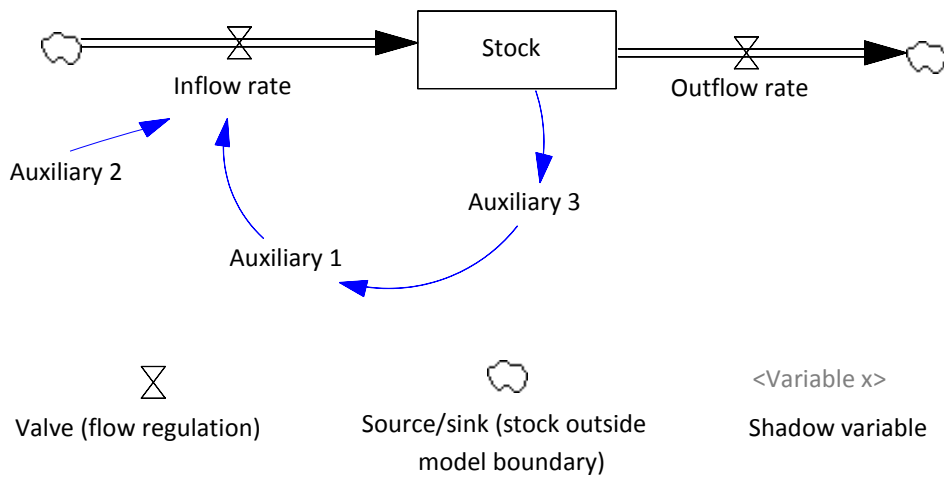 Stock
Inflow rate
Outflow rate
Auxiliary 2
Auxiliary 3
Auxiliary 1
<Variable x>
Valve (flow regulation)
Source/sink (stock outside
model boundary)
Shadow variable